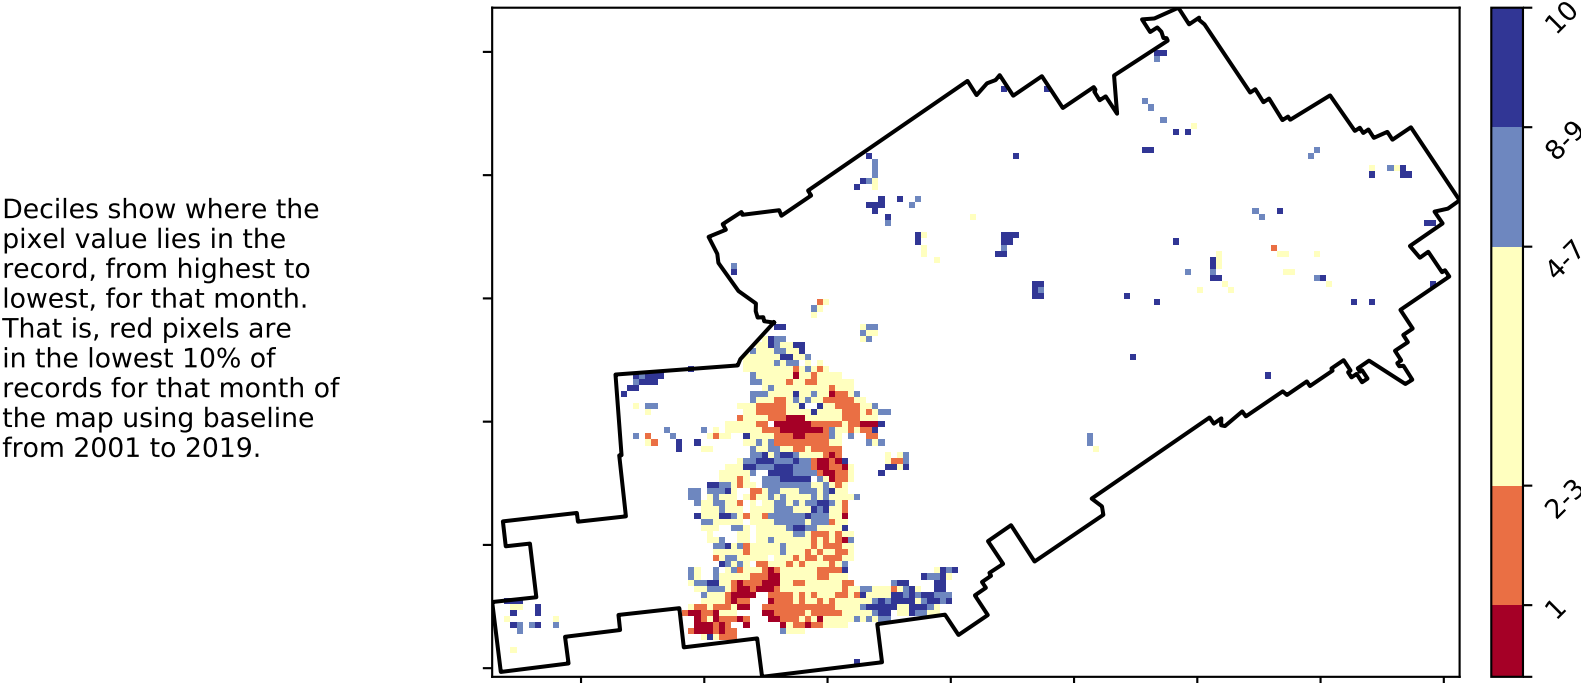 Deciles show where the
pixel value lies in the
record, from highest to
lowest, for that month.
That is, red pixels are
in the lowest 10% of
records for that month of
the map using baseline
from 2001 to 2019.
10
8-9
4-7
2-3
1